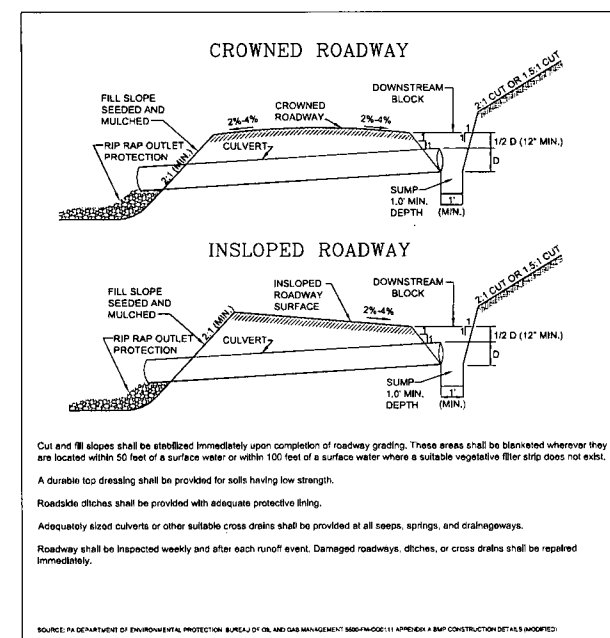 CROWNED ROADWAY
FILL SLOPE
SEEDED AND
MULCHED
RIP RAP OUTLET
PROTECTION
2:1 (MIN.)
2%-4%
CROWNED
ROADWAY
2%-4%
CULVERT
DOWNSTREAM
BLOCK
2:1 CUT OR 1.5:1 CUT
1
1
1
1/2 D (12" MIN.)
D
SUMP
1.0' MIN.
DEPTH
1'
(MIN.)
INSLOPED ROADWAY
FILL SLOPE
SEEDED AND
MULCHED
RIP RAP OUTLET
PROTECTION
2:1 (MIN.)
INSLOPED
ROADWAY
SURFACE
2%-4%
CULVERT
DOWNSTREAM
BLOCK
2:1 CUT OR 1.5:1 CUT
1
1
1
1/2 D (12" MIN.)
D
SUMP
1.0' MIN.
DEPTH
1'
(MIN.)
Cut and fill slopes shall be stabilized immediately upon completion of roadway grading. These areas shall be blanketed wherever they
are located within 50 feet of a surface water or within 100 feet of a surface water where a suitable vegetative filter strip does not exist.
A durable top dressing shall be provided for soils having low strength.
Roadside ditches shall be provided with adequate protective lining.
Adequately sized culverts or other suitable cross drains shall be provided at all seeps, springs, and drainageways.
Roadway shall be inspected weekly and after each runoff event. Damaged roadways, ditches, or cross drains shall be repaired
immediately.
SOURCE: PA DEPARTMENT OF ENVIRONMENTAL PROTECTION BUREAU OF OIL AND GAS MANAGEMENT APPENDIX A BMP CONSTRUCTION DETAILS (MODIFIED)